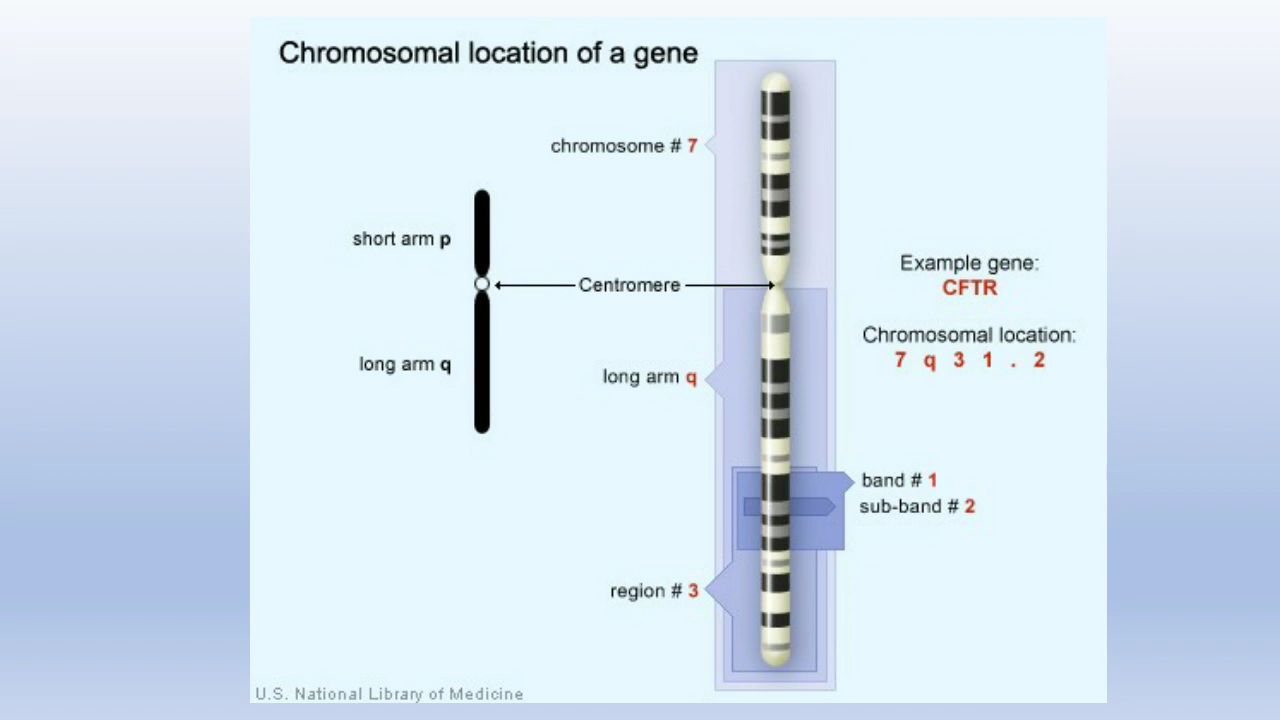 Chromosomal location of a gene
chromosome # 7
short arm p
Centromere
long arm q
long arm q
Example gene:
CFTR
Chromosomal location:
7 q 3 1 . 2
band # 1
sub-band # 2
region # 3
U.S. National Library of Medicine